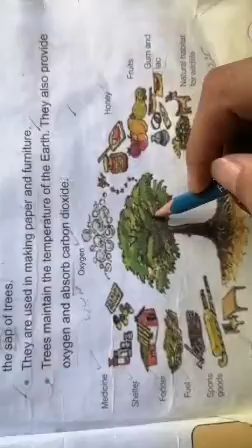 the sap of trees.
They are used in making paper and furniture.
Trees maintain the temperature of the Earth. They also provide
oxygen and absorb carbon dioxide.
Oxygen
Honey
Fruits
Gum and
lac
Natural habitat
for wildlife
Medicine
Shelter
Fodder
Fuel
Sports
goods